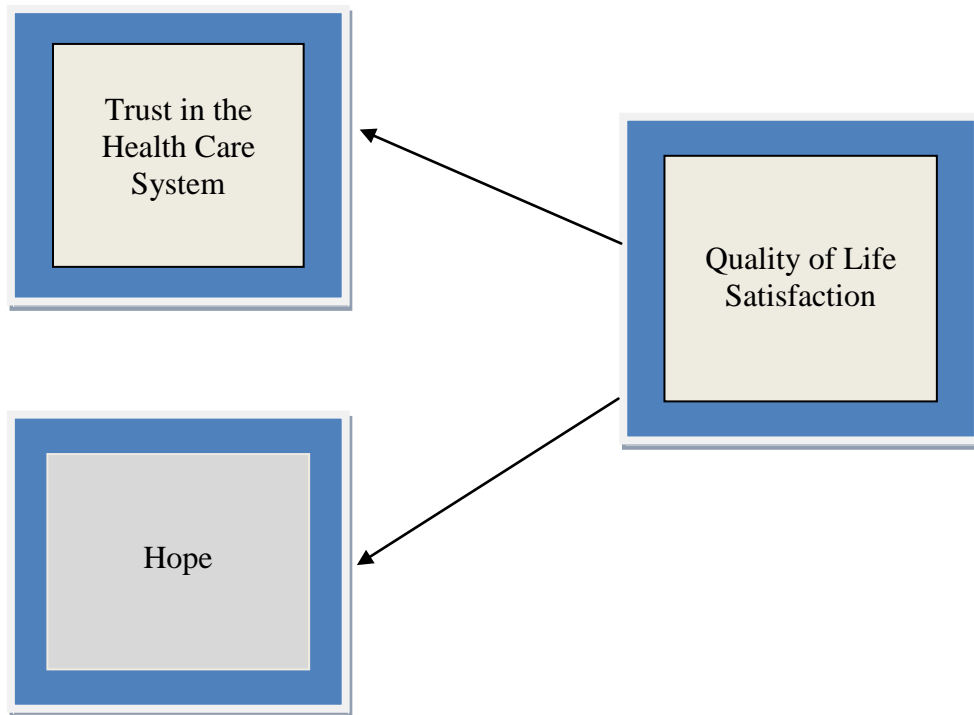 Trust in the
Health Care
System
Quality of Life
Satisfaction
Hope